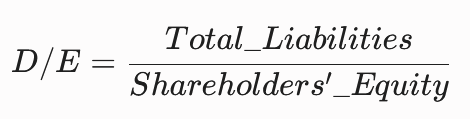 D/E = Total_Liabilities / Shareholders'_Equity